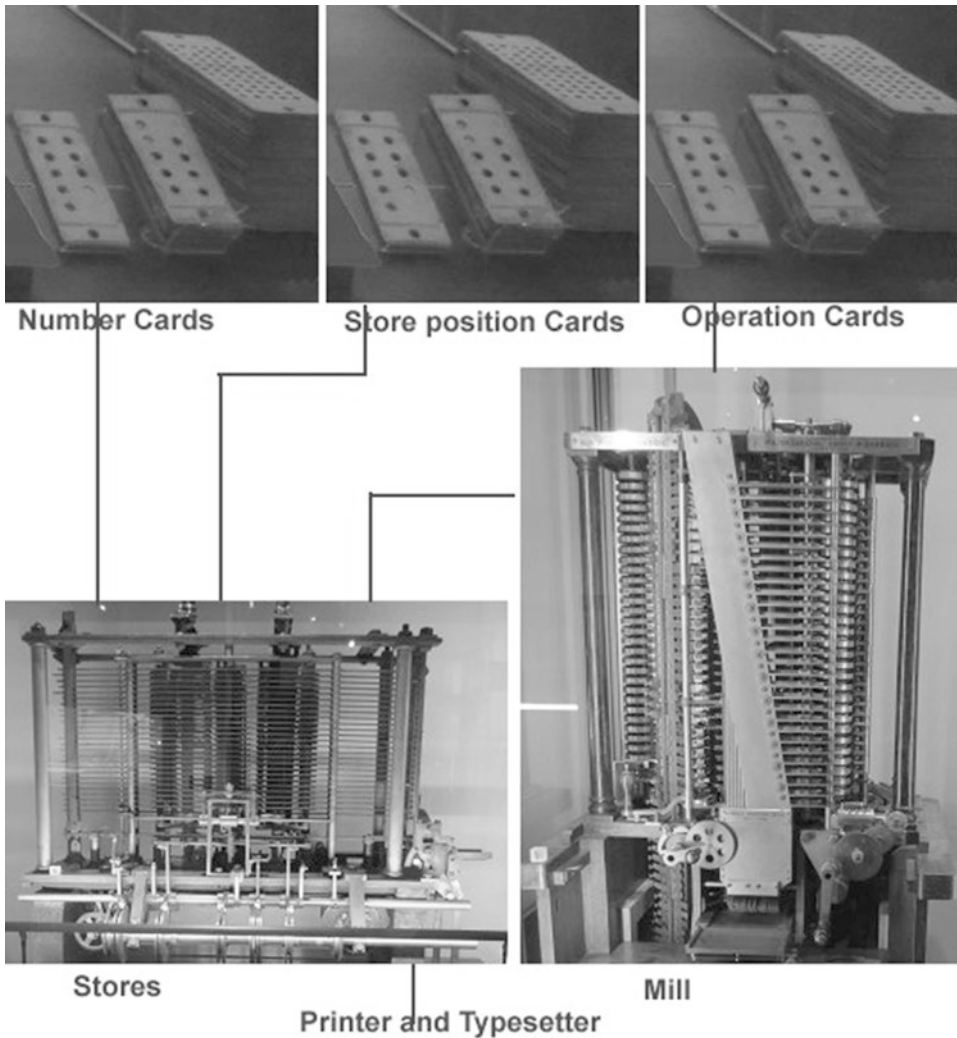 Number Cards
Store position Cards
Operation Cards
Stores
Mill
Printer and Typesetter